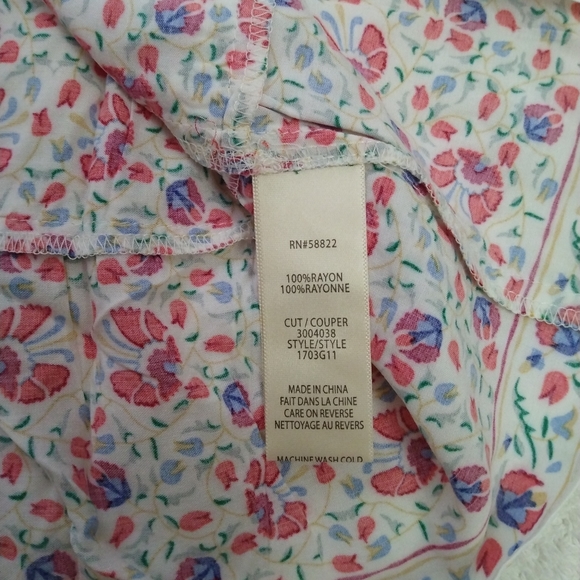 RN#58822
100%RAYON
100%RAYONNE
CUT / COUPER
3004038
STYLE/STYLE
1703G11
MADE IN CHINA
FAIT DANS LA CHINE
CARE ON REVERSE
NETTOYAGE AU REVERS
MACHINE WASH COLD